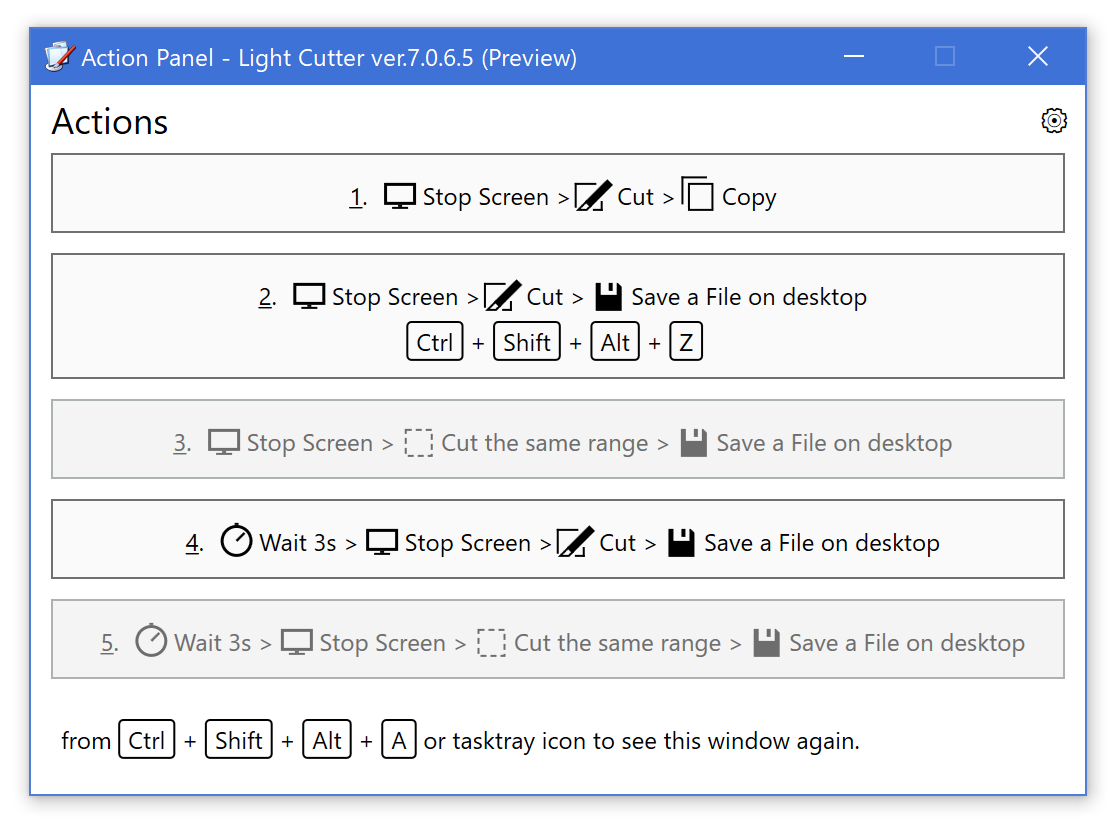 Action Panel - Light Cutter ver.7.0.6.5 (Preview)
Actions
1. Stop Screen > Cut > Copy
2. Stop Screen > Cut > Save a File on desktop
Ctrl + Shift + Alt + Z
3. Stop Screen > Cut the same range > Save a File on desktop
4. Wait 3s > Stop Screen > Cut > Save a File on desktop
5. Wait 3s > Stop Screen > Cut the same range > Save a File on desktop
from Ctrl + Shift + Alt + A or tasktray icon to see this window again.